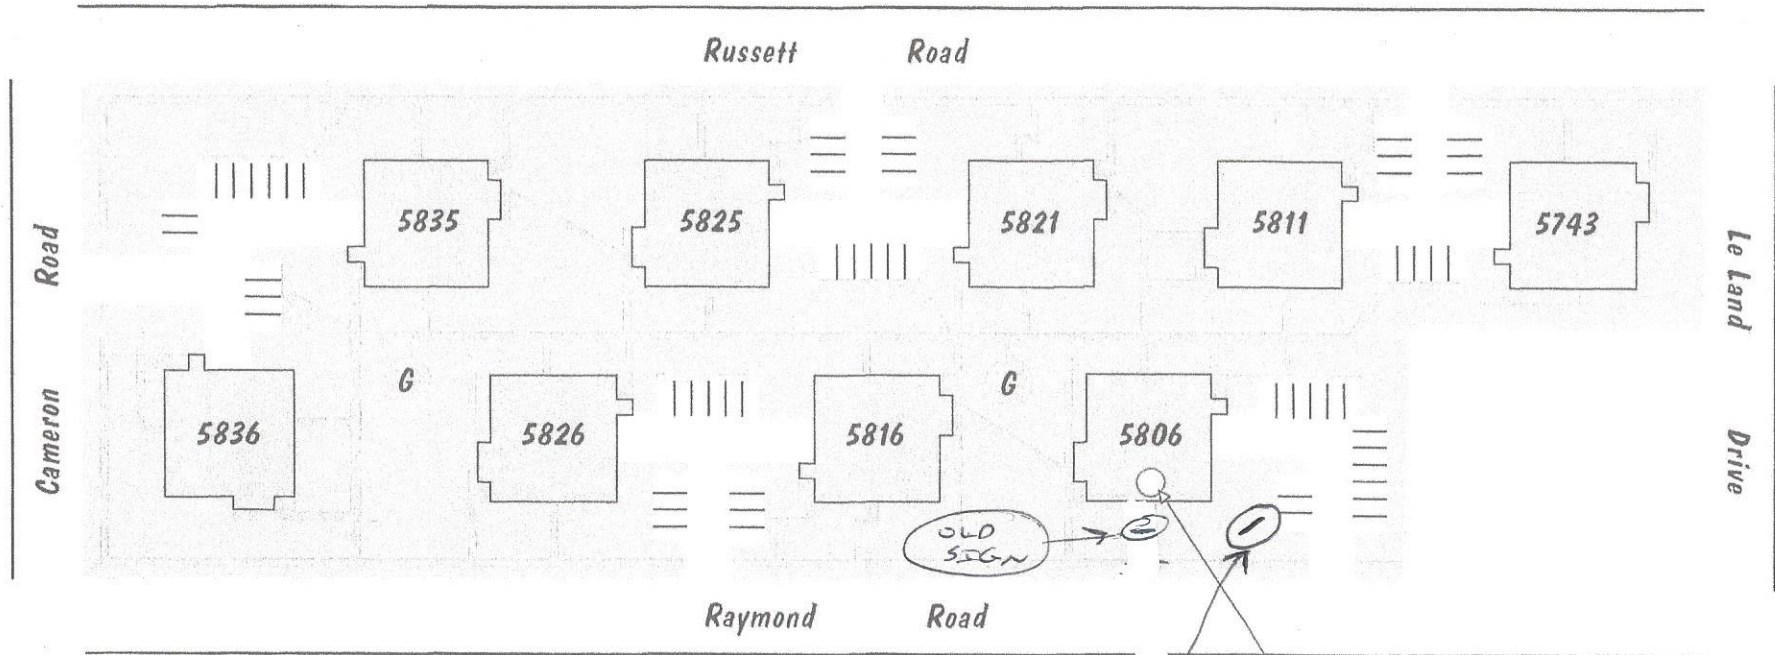 Russett Road
5835 5825 5821 5811 5743
Cameron Road
Le Land Drive
G G
5836 5826 5816 5806
OLD
SIGN
2
1
Raymond Road